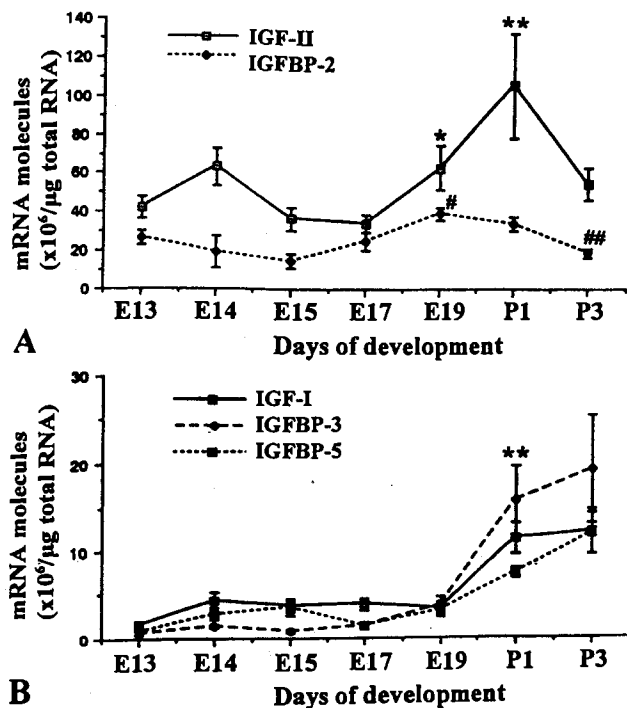 mRNA molecules
(x10⁶/µg total RNA)
140
120
100
80
60
40
20
0
IGF-II
IGFBP-2
*
#
**
##
E13 E14 E15 E17 E19 P1 P3
A
Days of development
mRNA molecules
(x10⁶/µg total RNA)
30
20
10
0
IGF-I
IGFBP-3
IGFBP-5
**
E13 E14 E15 E17 E19 P1 P3
B
Days of development